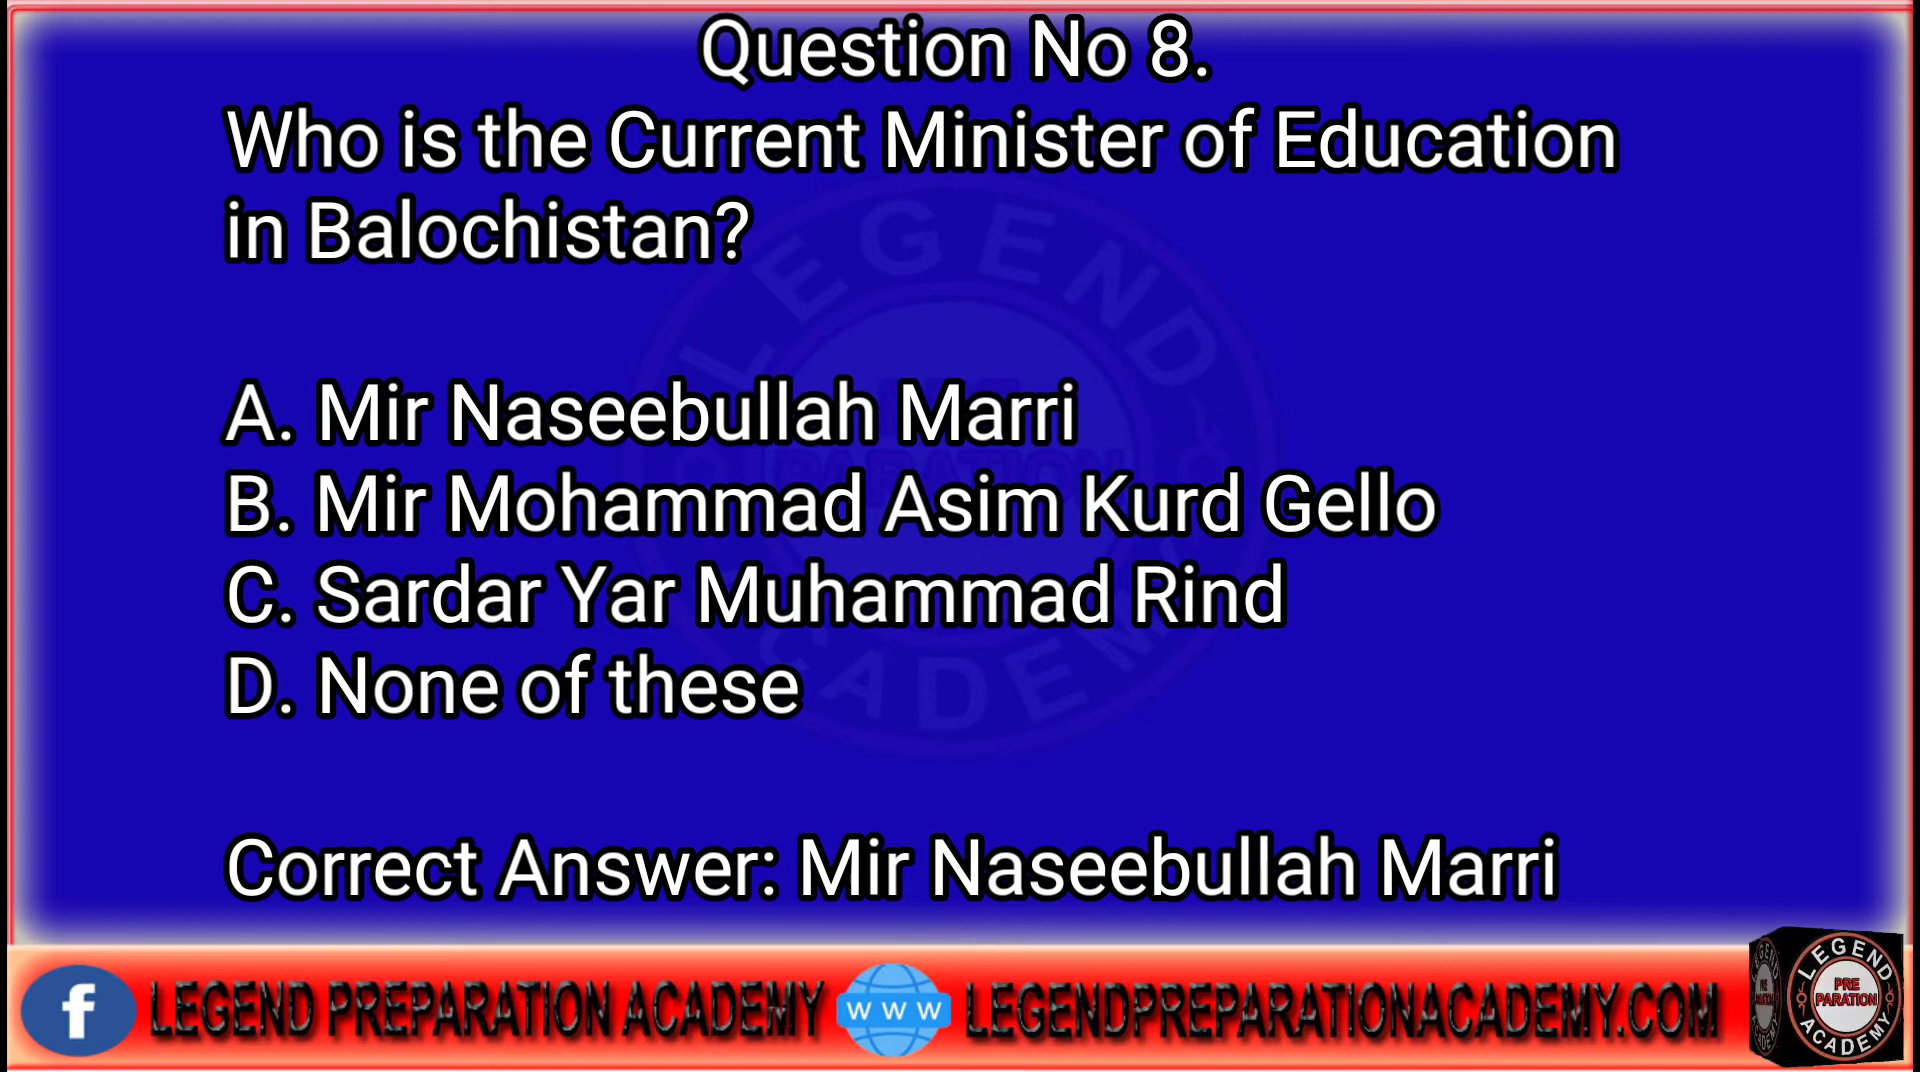 Question No 8.
Who is the Current Minister of Education
in Balochistan?
A. Mir Naseebullah Marri
B. Mir Mohammad Asim Kurd Gello
C. Sardar Yar Muhammad Rind
D. None of these
Correct Answer: Mir Naseebullah Marri
LEGEND PREPARATION ACADEMY
WWW
LEGENDPREPARATIONACADEMY.COM
LEGEND
PRE
PARATION
ACADEMY